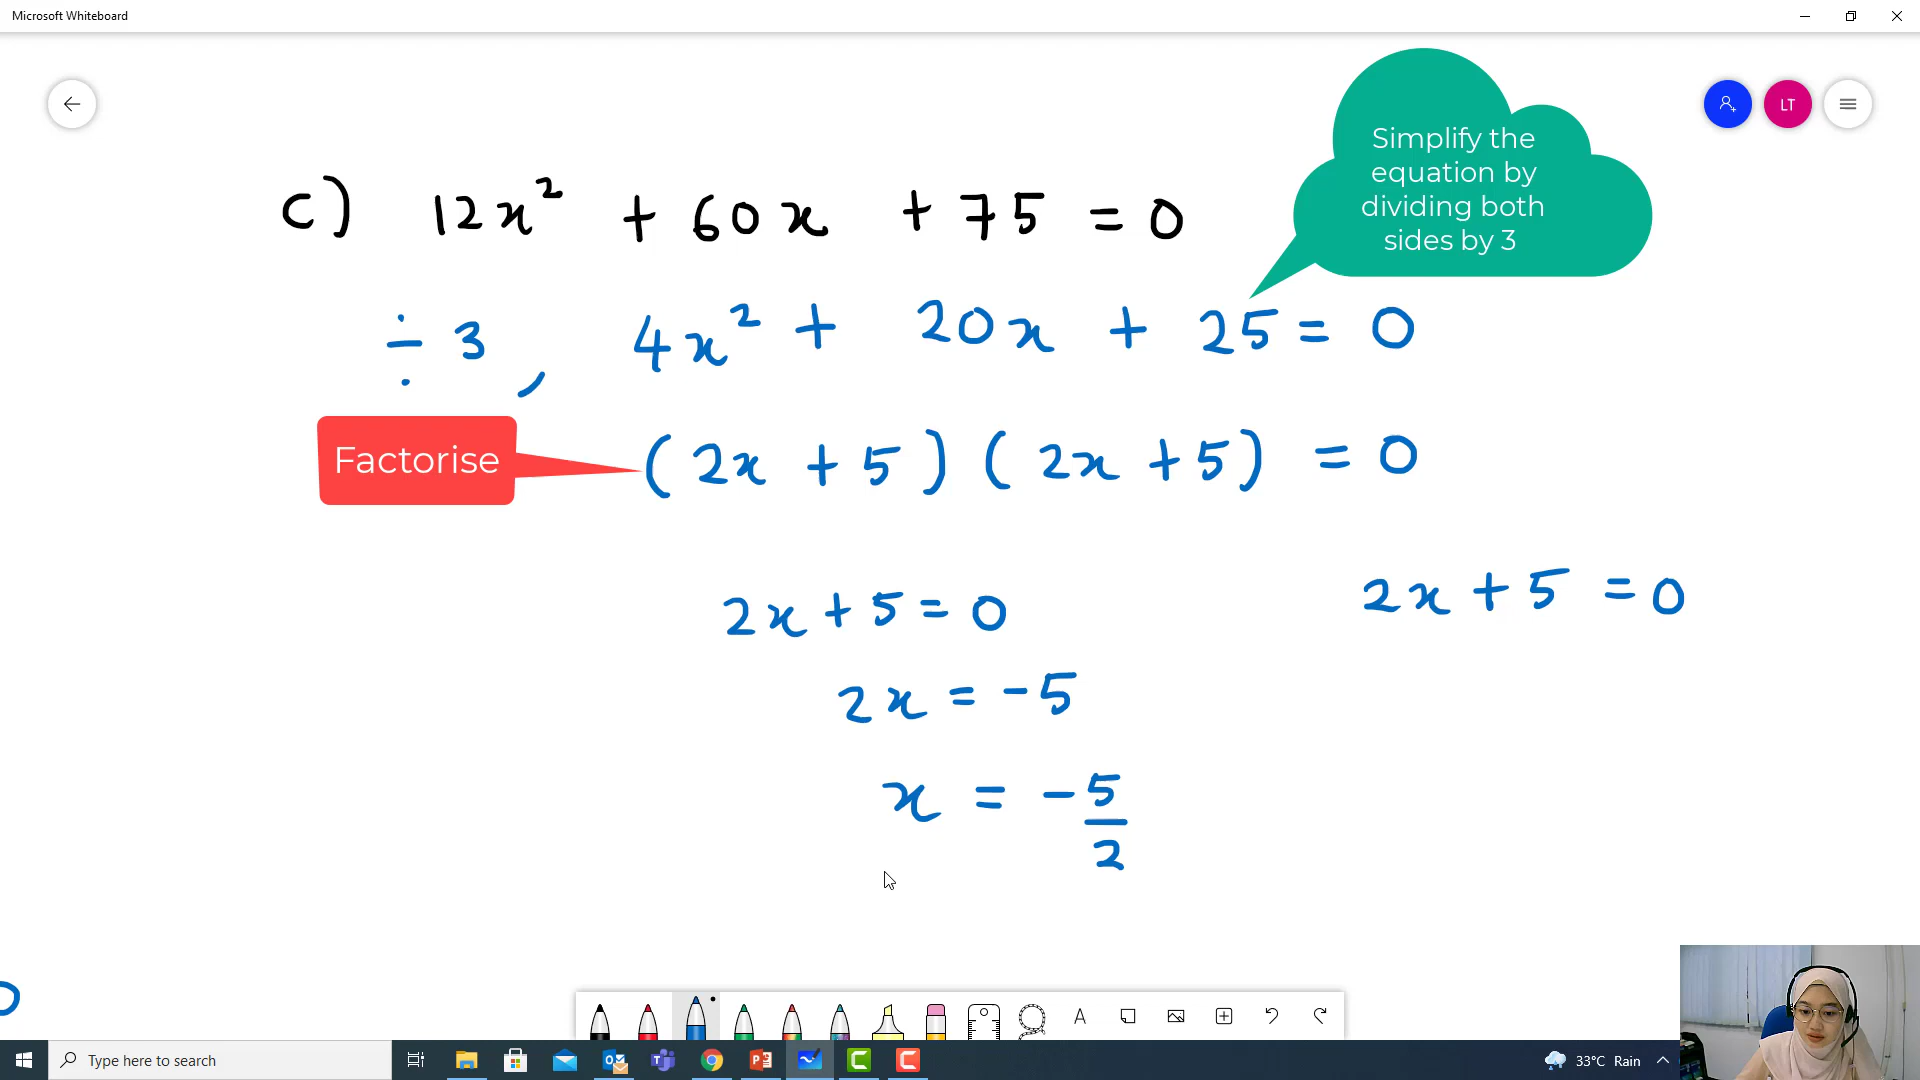 Microsoft Whiteboard
LT
Simplify the
equation by
dividing both
sides by 3
c) 12x² + 60x + 75 = 0
÷ 3, 4x² + 20x + 25 = 0
Factorise
(2x + 5)(2x + 5) = 0
2x + 5 = 0
2x + 5 = 0
2x = -5
x = -5/2
A
Type here to search
33°C Rain